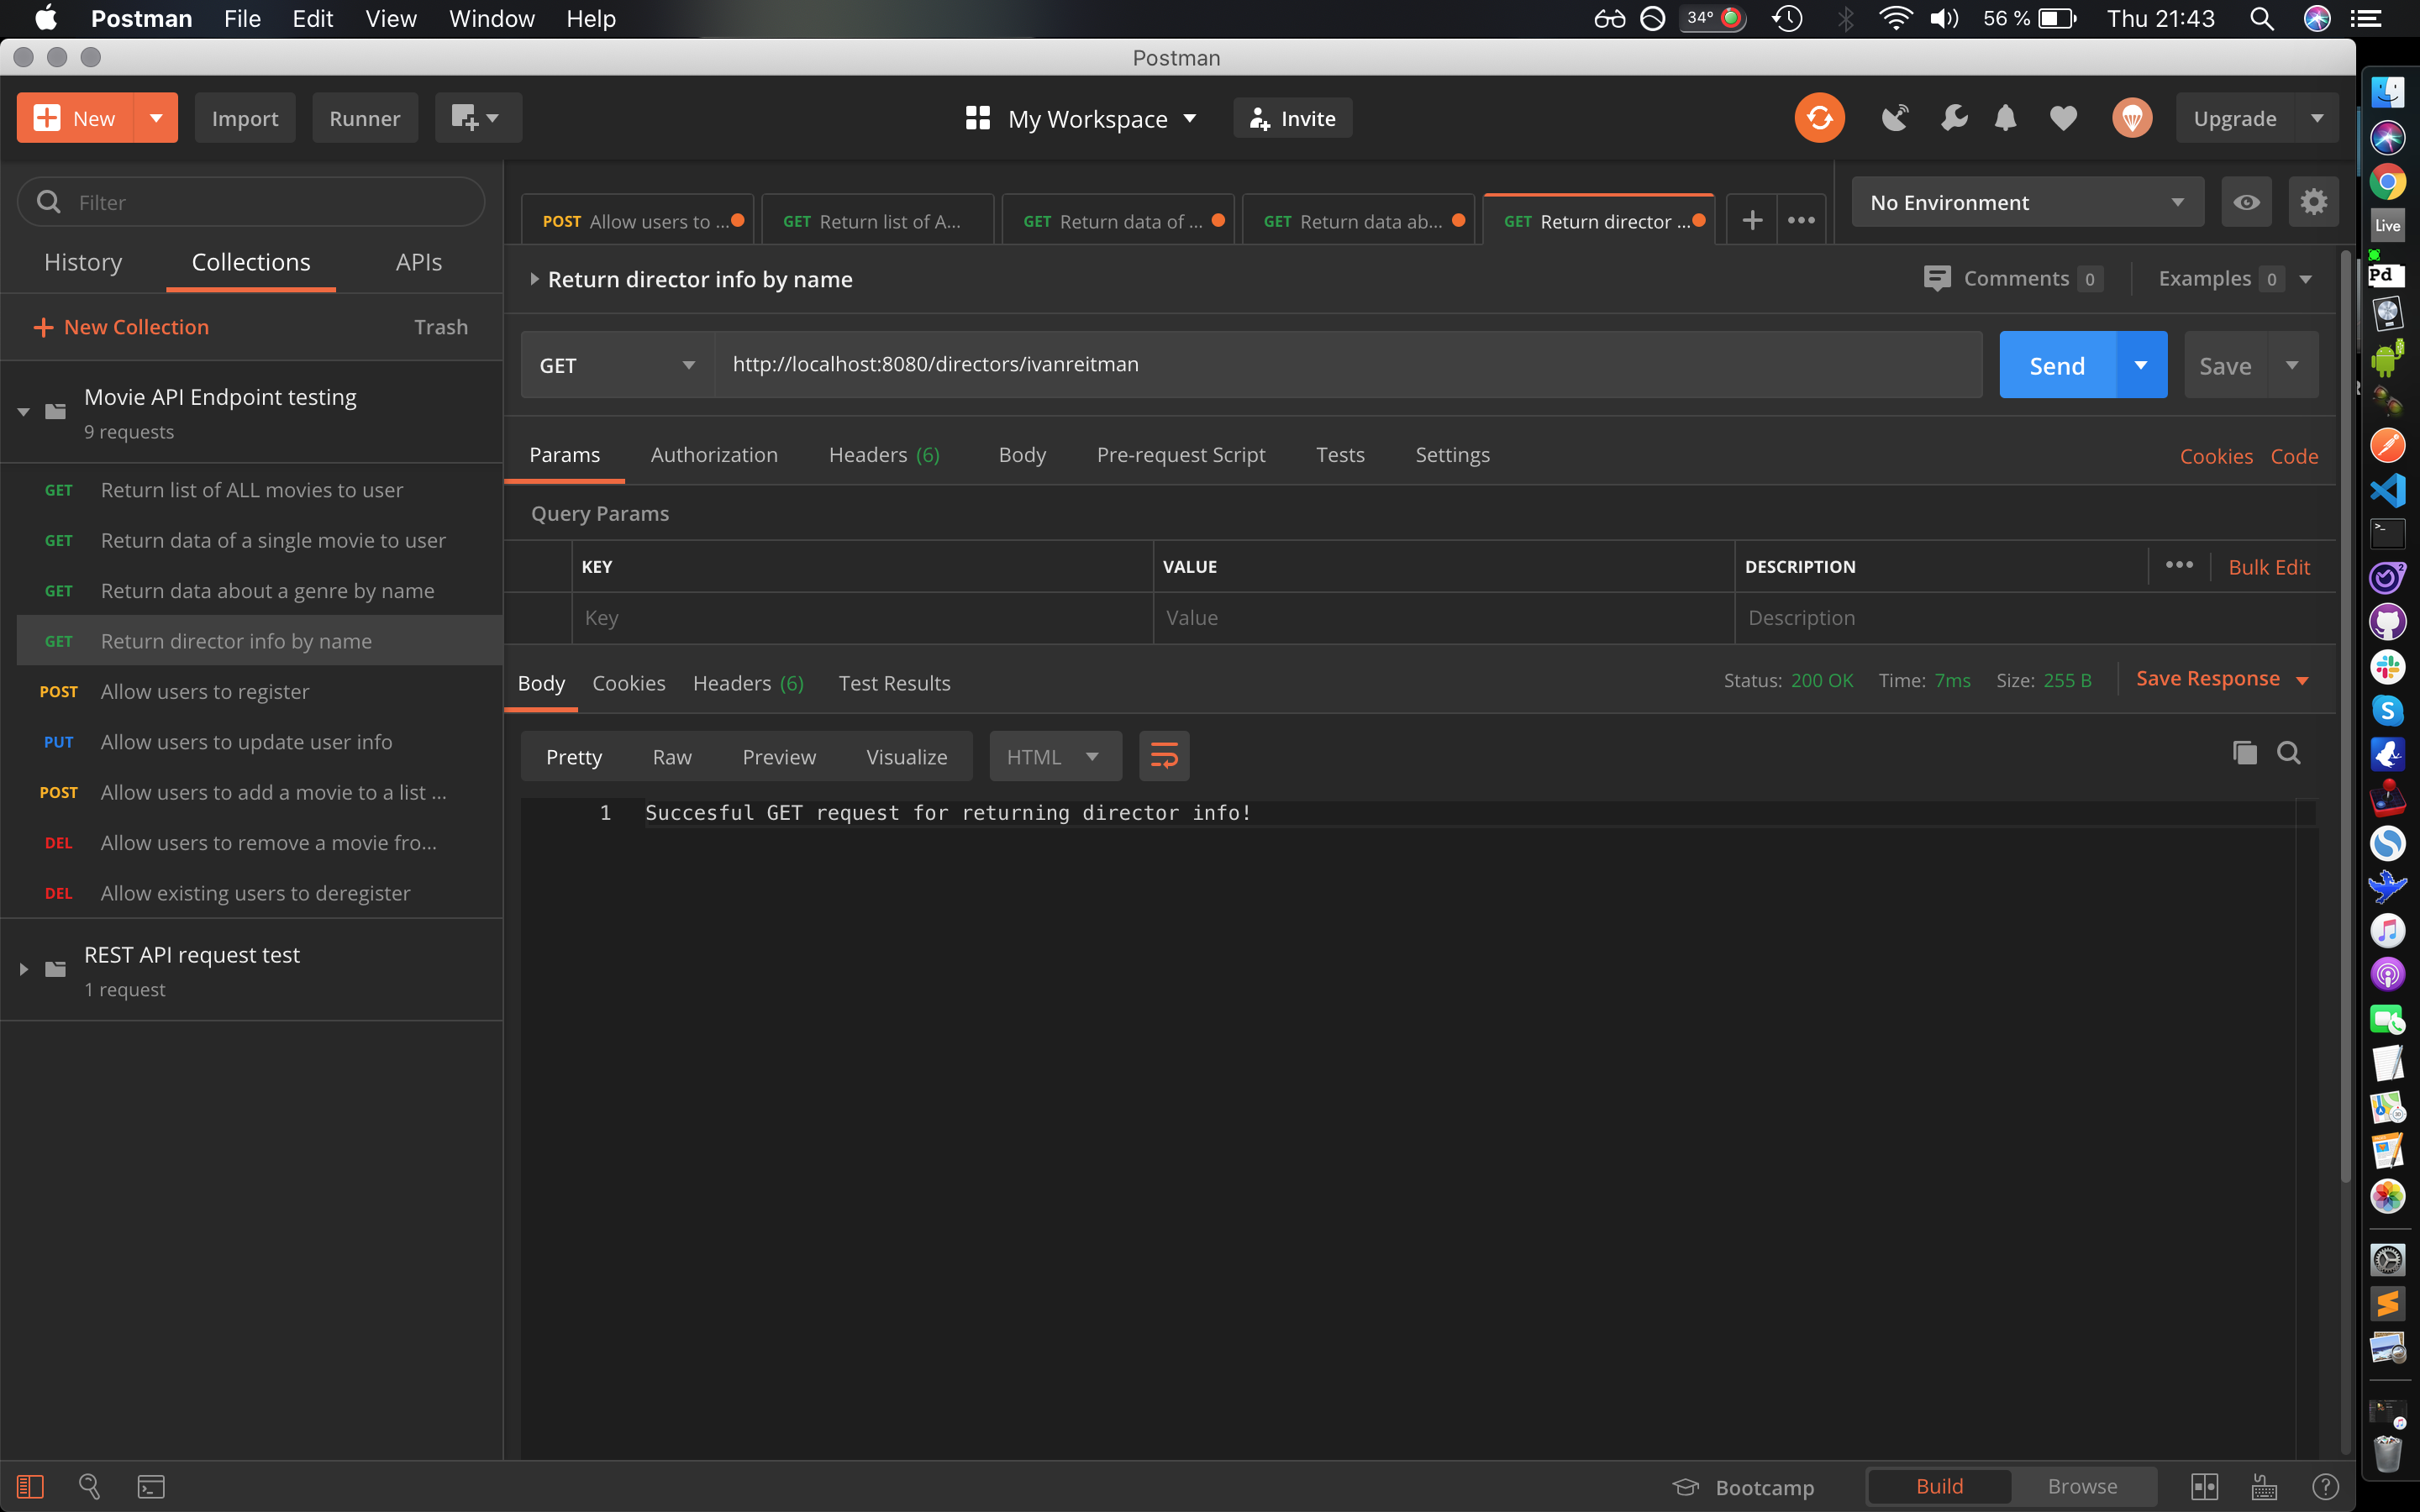 Postman File Edit View Window Help 34° 56 % Thu 21:43
Postman
New Import Runner My Workspace Invite Upgrade
Filter
History Collections APIs
New Collection Trash
Movie API Endpoint testing
9 requests
GET Return list of ALL movies to user
GET Return data of a single movie to user
GET Return data about a genre by name
GET Return director info by name
POST Allow users to register
PUT Allow users to update user info
POST Allow users to add a movie to a list ...
DEL Allow users to remove a movie fro...
DEL Allow existing users to deregister
REST API request test
1 request
POST Allow users to ... GET Return list of A... GET Return data of ... GET Return data ab... GET Return director ...
No Environment
Return director info by name Comments 0 Examples 0
GET http://localhost:8080/directors/ivanreitman Send Save
Params Authorization Headers (6) Body Pre-request Script Tests Settings Cookies Code
Query Params
KEY VALUE DESCRIPTION Bulk Edit
Key Value Description
Body Cookies Headers (6) Test Results Status: 200 OK Time: 7ms Size: 255 B Save Response
Pretty Raw Preview Visualize HTML
1 Succesful GET request for returning director info!
Bootcamp Build Browse
Live
Pd